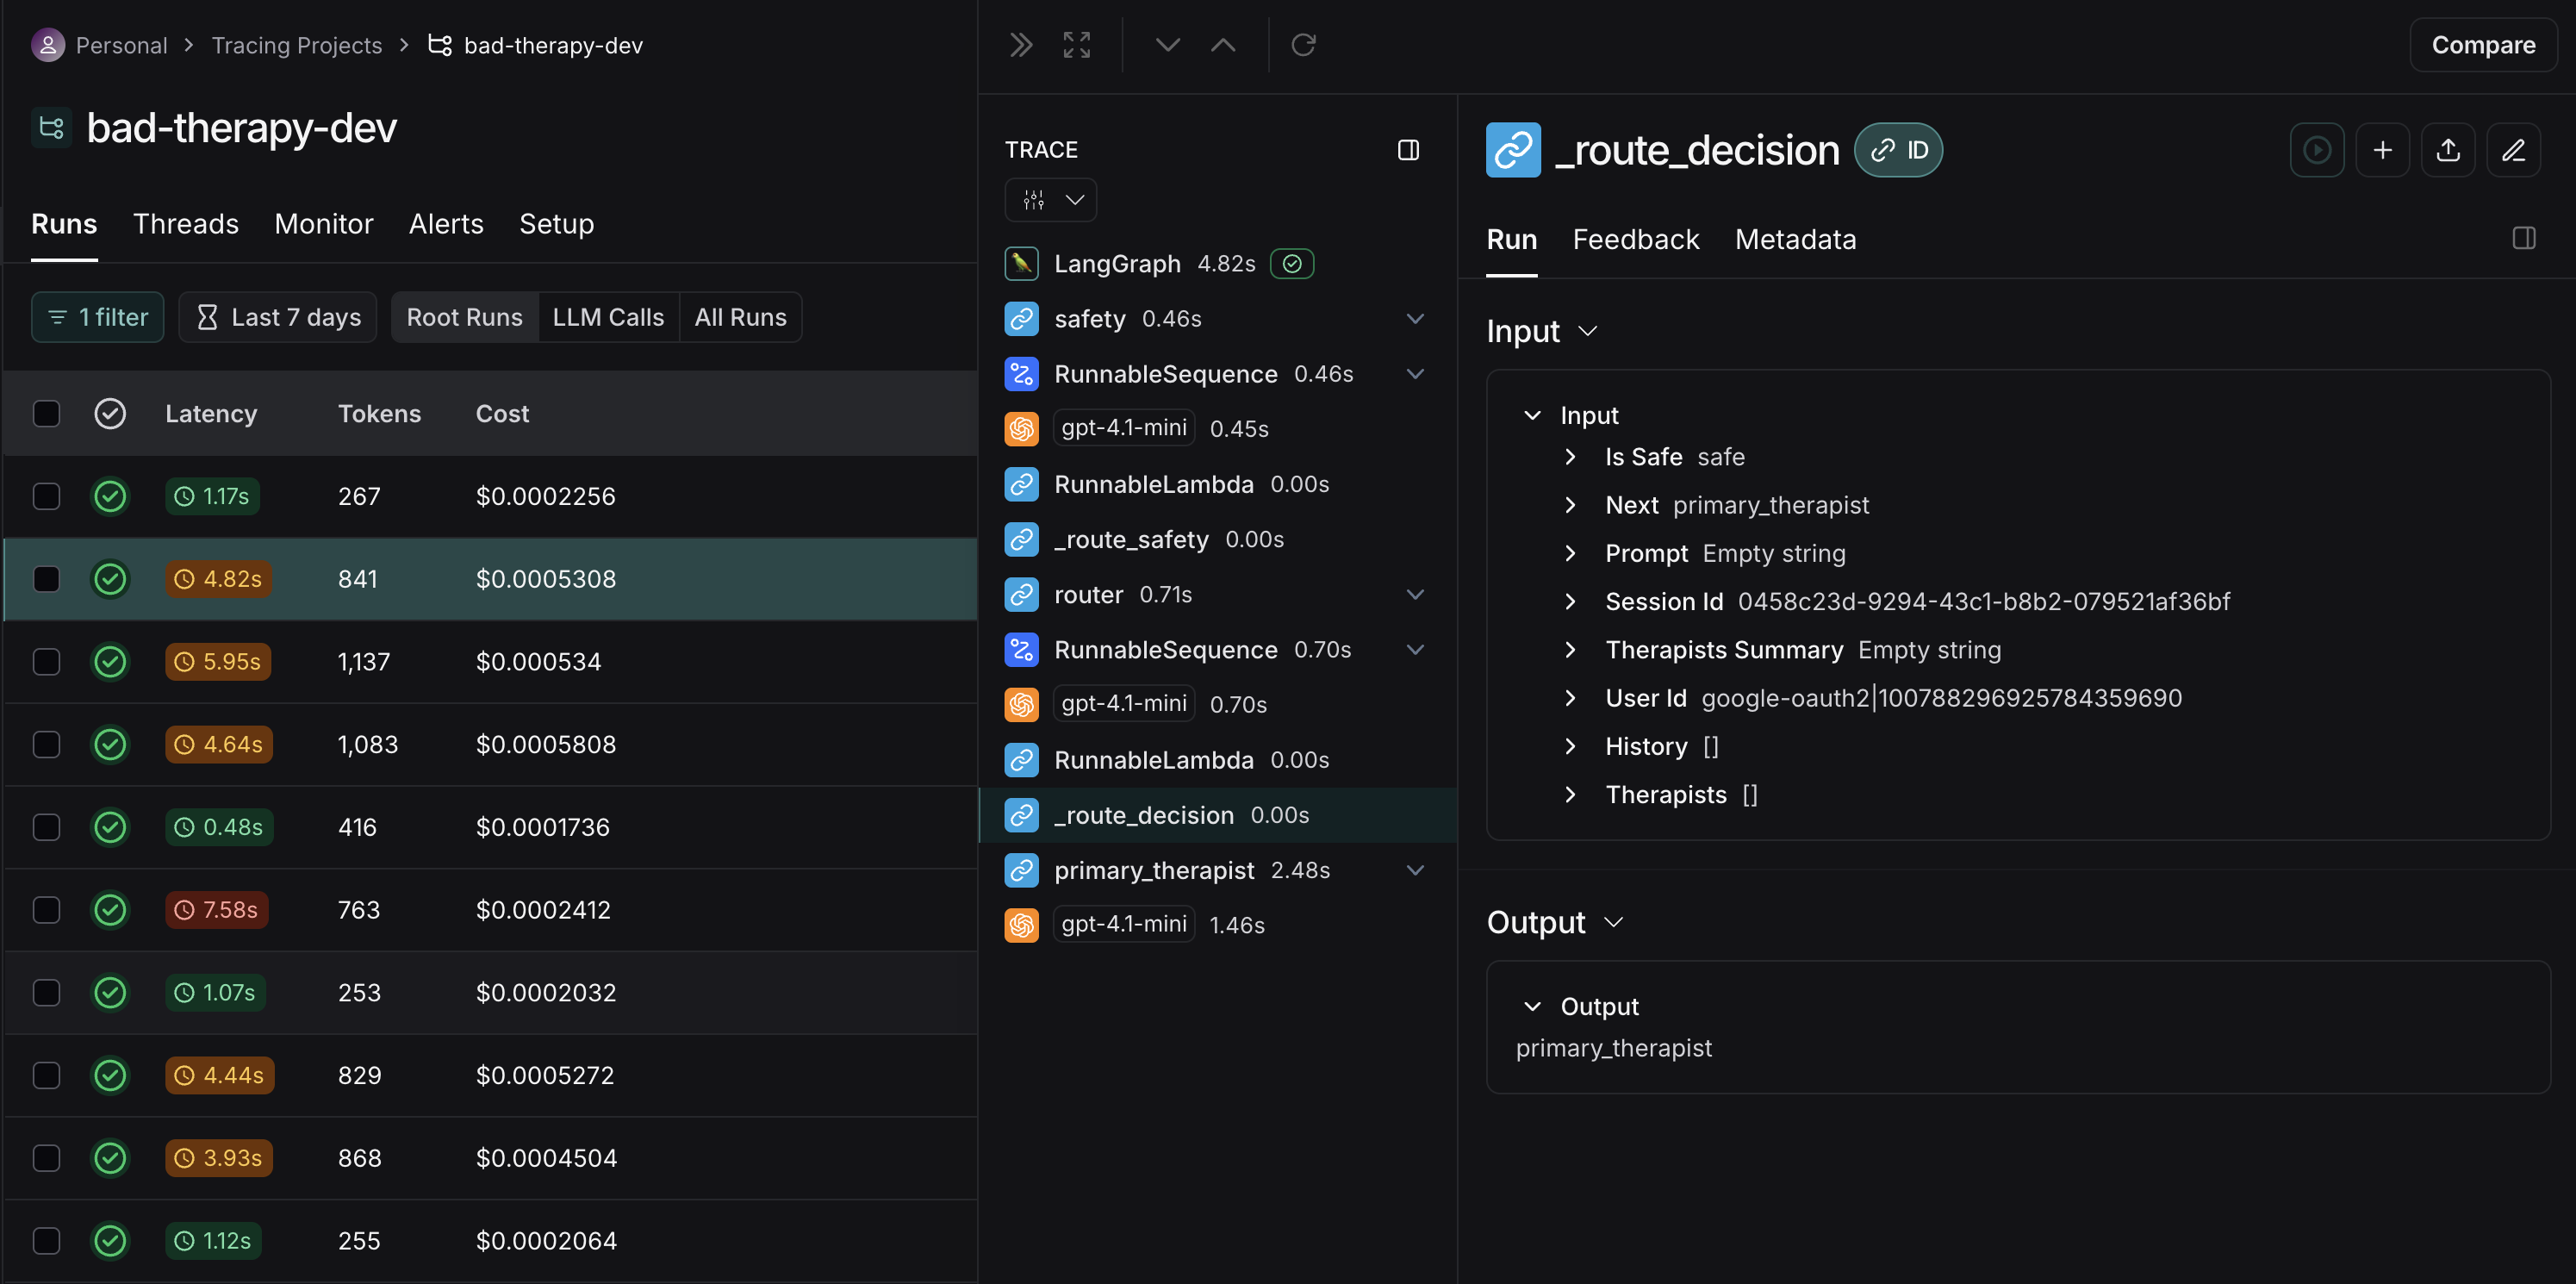 Personal > Tracing Projects > bad-therapy-dev
bad-therapy-dev
Runs Threads Monitor Alerts Setup
1 filter Last 7 days Root Runs LLM Calls All Runs
Latency Tokens Cost
1.17s 267 $0.0002256
4.82s 841 $0.0005308
5.95s 1,137 $0.000534
4.64s 1,083 $0.0005808
0.48s 416 $0.0001736
7.58s 763 $0.0002412
1.07s 253 $0.0002032
4.44s 829 $0.0005272
3.93s 868 $0.0004504
1.12s 255 $0.0002064
TRACE
LangGraph 4.82s
safety 0.46s
RunnableSequence 0.46s
gpt-4.1-mini 0.45s
RunnableLambda 0.00s
_route_safety 0.00s
router 0.71s
RunnableSequence 0.70s
gpt-4.1-mini 0.70s
RunnableLambda 0.00s
_route_decision 0.00s
primary_therapist 2.48s
gpt-4.1-mini 1.46s
Compare
_route_decision ID
Run Feedback Metadata
Input
Input
Is Safe safe
Next primary_therapist
Prompt Empty string
Session Id 0458c23d-9294-43c1-b8b2-079521af36bf
Therapists Summary Empty string
User Id google-oauth2|100788296925784359690
History []
Therapists []
Output
Output
primary_therapist